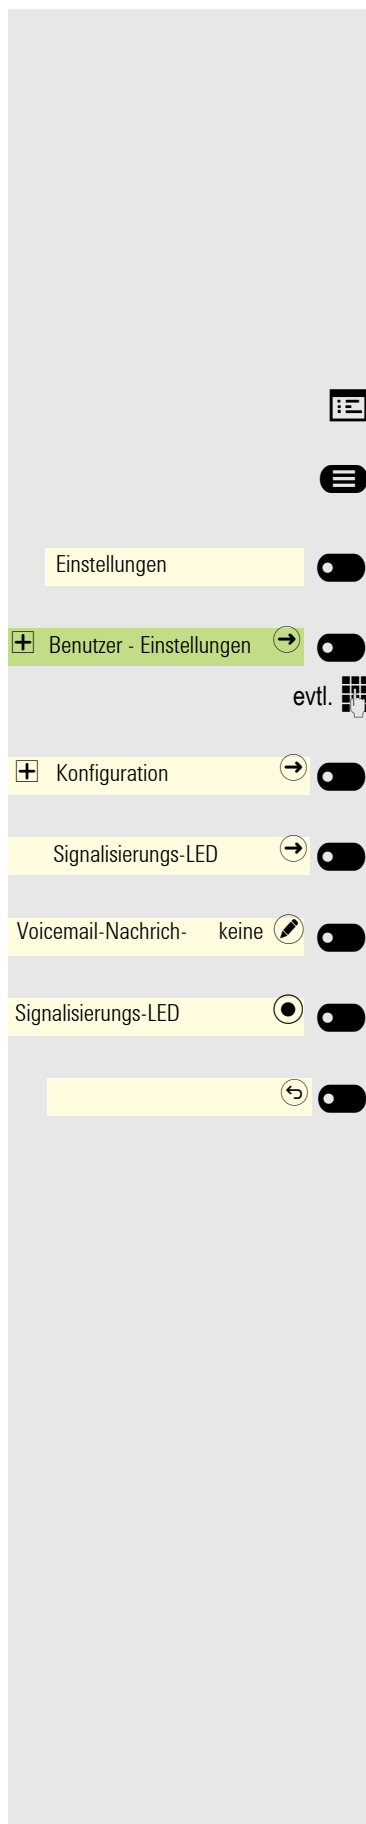 Einstellungen
Benutzer - Einstellungen
evtl.
Konfiguration
Signalisierungs-LED
Voicemail-Nachrich- keine
Signalisierungs-LED